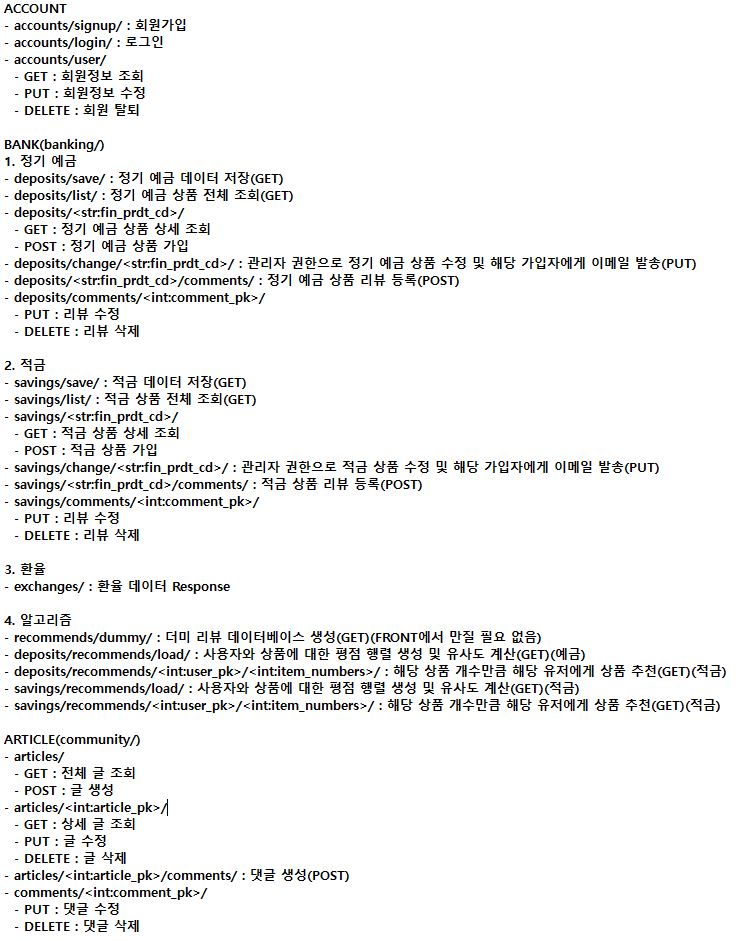 ACCOUNT
- accounts/signup/ : 회원가입
- accounts/login/ : 로그인
- accounts/user/
- GET : 회원정보 조회
- PUT : 회원정보 수정
- DELETE : 회원 탈퇴
BANK(banking/)
1. 정기 예금
- deposits/save/ : 정기 예금 데이터 저장(GET)
- deposits/list/ : 정기 예금 상품 전체 조회(GET)
- deposits/<str:fin_prdt_cd>/
- GET : 정기 예금 상품 상세 조회
- POST : 정기 예금 상품 가입
- deposits/change/<str:fin_prdt_cd>/ : 관리자 권한으로 정기 예금 상품 수정 및 해당 가입자에게 이메일 발송(PUT)
- deposits/<str:fin_prdt_cd>/comments/ : 정기 예금 상품 리뷰 등록(POST)
- deposits/comments/<int:comment_pk>/
- PUT : 리뷰 수정
- DELETE : 리뷰 삭제
2. 적금
- savings/save/ : 적금 데이터 저장(GET)
- savings/list/ : 적금 상품 전체 조회(GET)
- savings/<str:fin_prdt_cd>/
- GET : 적금 상품 상세 조회
- POST : 적금 상품 가입
- savings/change/<str:fin_prdt_cd>/ : 관리자 권한으로 적금 상품 수정 및 해당 가입자에게 이메일 발송(PUT)
- savings/<str:fin_prdt_cd>/comments/ : 적금 상품 리뷰 등록(POST)
- savings/comments/<int:comment_pk>/
- PUT : 리뷰 수정
- DELETE : 리뷰 삭제
3. 환율
- exchanges/ : 환율 데이터 Response
4. 알고리즘
- recommends/dummy/ : 더미 리뷰 데이터베이스 생성(GET)(FRONT에서 만질 필요 없음)
- deposits/recommends/load/ : 사용자와 상품에 대한 평점 행렬 생성 및 유사도 계산(GET)(예금)
- deposits/recommends/<int:user_pk>/<int:item_numbers>/ : 해당 상품 개수만큼 해당 유저에게 상품 추천(GET)(적금)
- savings/recommends/load/ : 사용자와 상품에 대한 평점 행렬 생성 및 유사도 계산(GET)(적금)
- savings/recommends/<int:user_pk>/<int:item_numbers>/ : 해당 상품 개수만큼 해당 유저에게 상품 추천(GET)(적금)
ARTICLE(community/)
- articles/
- GET : 전체 글 조회
- POST : 글 생성
- articles/<int:article_pk>/
- GET : 상세 글 조회
- PUT : 글 수정
- DELETE : 글 삭제
- articles/<int:article_pk>/comments/ : 댓글 생성(POST)
- comments/<int:comment_pk>/
- PUT : 댓글 수정
- DELETE : 댓글 삭제